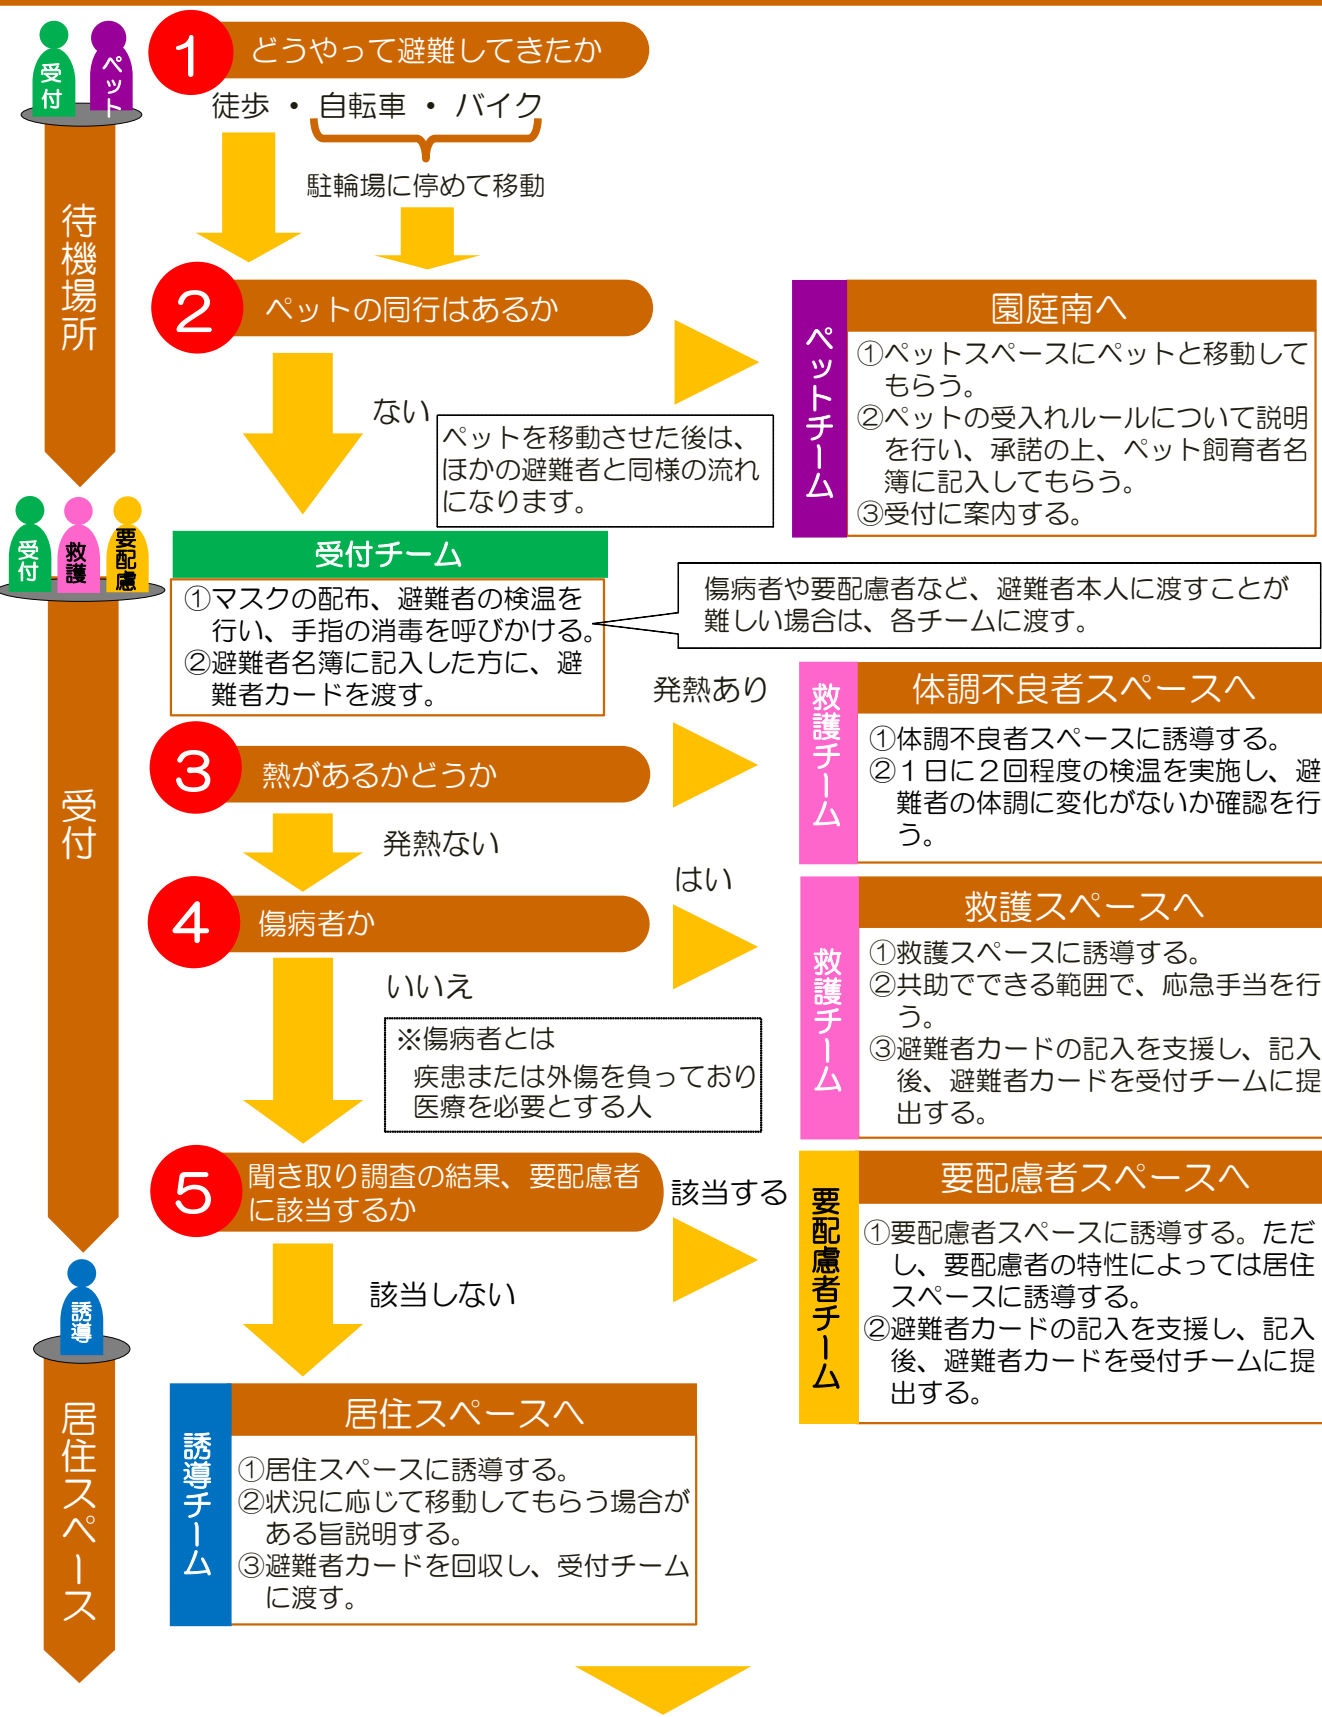 受付
ペット
1
どうやって避難してきたか
徒歩 ・ 自転車 ・ バイク
駐輪場に停めて移動
待機場所
2
ペットの同行はあるか
ない
ペットを移動させた後は、
ほかの避難者と同様の流れ
になります。
ペットチーム
園庭南へ
①ペットスペースにペットと移動して
もらう。
②ペットの受入れルールについて説明
を行い、承諾の上、ペット飼育者名
簿に記入してもらう。
③受付に案内する。
受付
救護
要配慮
受付チーム
①マスクの配布、避難者の検温を
行い、手指の消毒を呼びかける。
②避難者名簿に記入した方に、避
難者カードを渡す。
傷病者や要配慮者など、避難者本人に渡すことが
難しい場合は、各チームに渡す。
受付
3
熱があるかどうか
発熱あり
発熱ない
救護チーム
体調不良者スペースへ
①体調不良者スペースに誘導する。
②１日に２回程度の検温を実施し、避
難者の体調に変化がないか確認を行
う。
4
傷病者か
はい
いいえ
※傷病者とは
疾患または外傷を負っており
医療を必要とする人
救護チーム
救護スペースへ
①救護スペースに誘導する。
②共助でできる範囲で、応急手当を行
う。
③避難者カードの記入を支援し、記入
後、避難者カードを受付チームに提
出する。
5
聞き取り調査の結果、要配慮者
に該当するか
該当する
該当しない
要配慮者チーム
要配慮者スペースへ
①要配慮者スペースに誘導する。ただ
し、要配慮者の特性によっては居住
スペースに誘導する。
②避難者カードの記入を支援し、記入
後、避難者カードを受付チームに提
出する。
誘導
居住スペース
誘導チーム
居住スペースへ
①居住スペースに誘導する。
②状況に応じて移動してもらう場合が
ある旨説明する。
③避難者カードを回収し、受付チーム
に渡す。